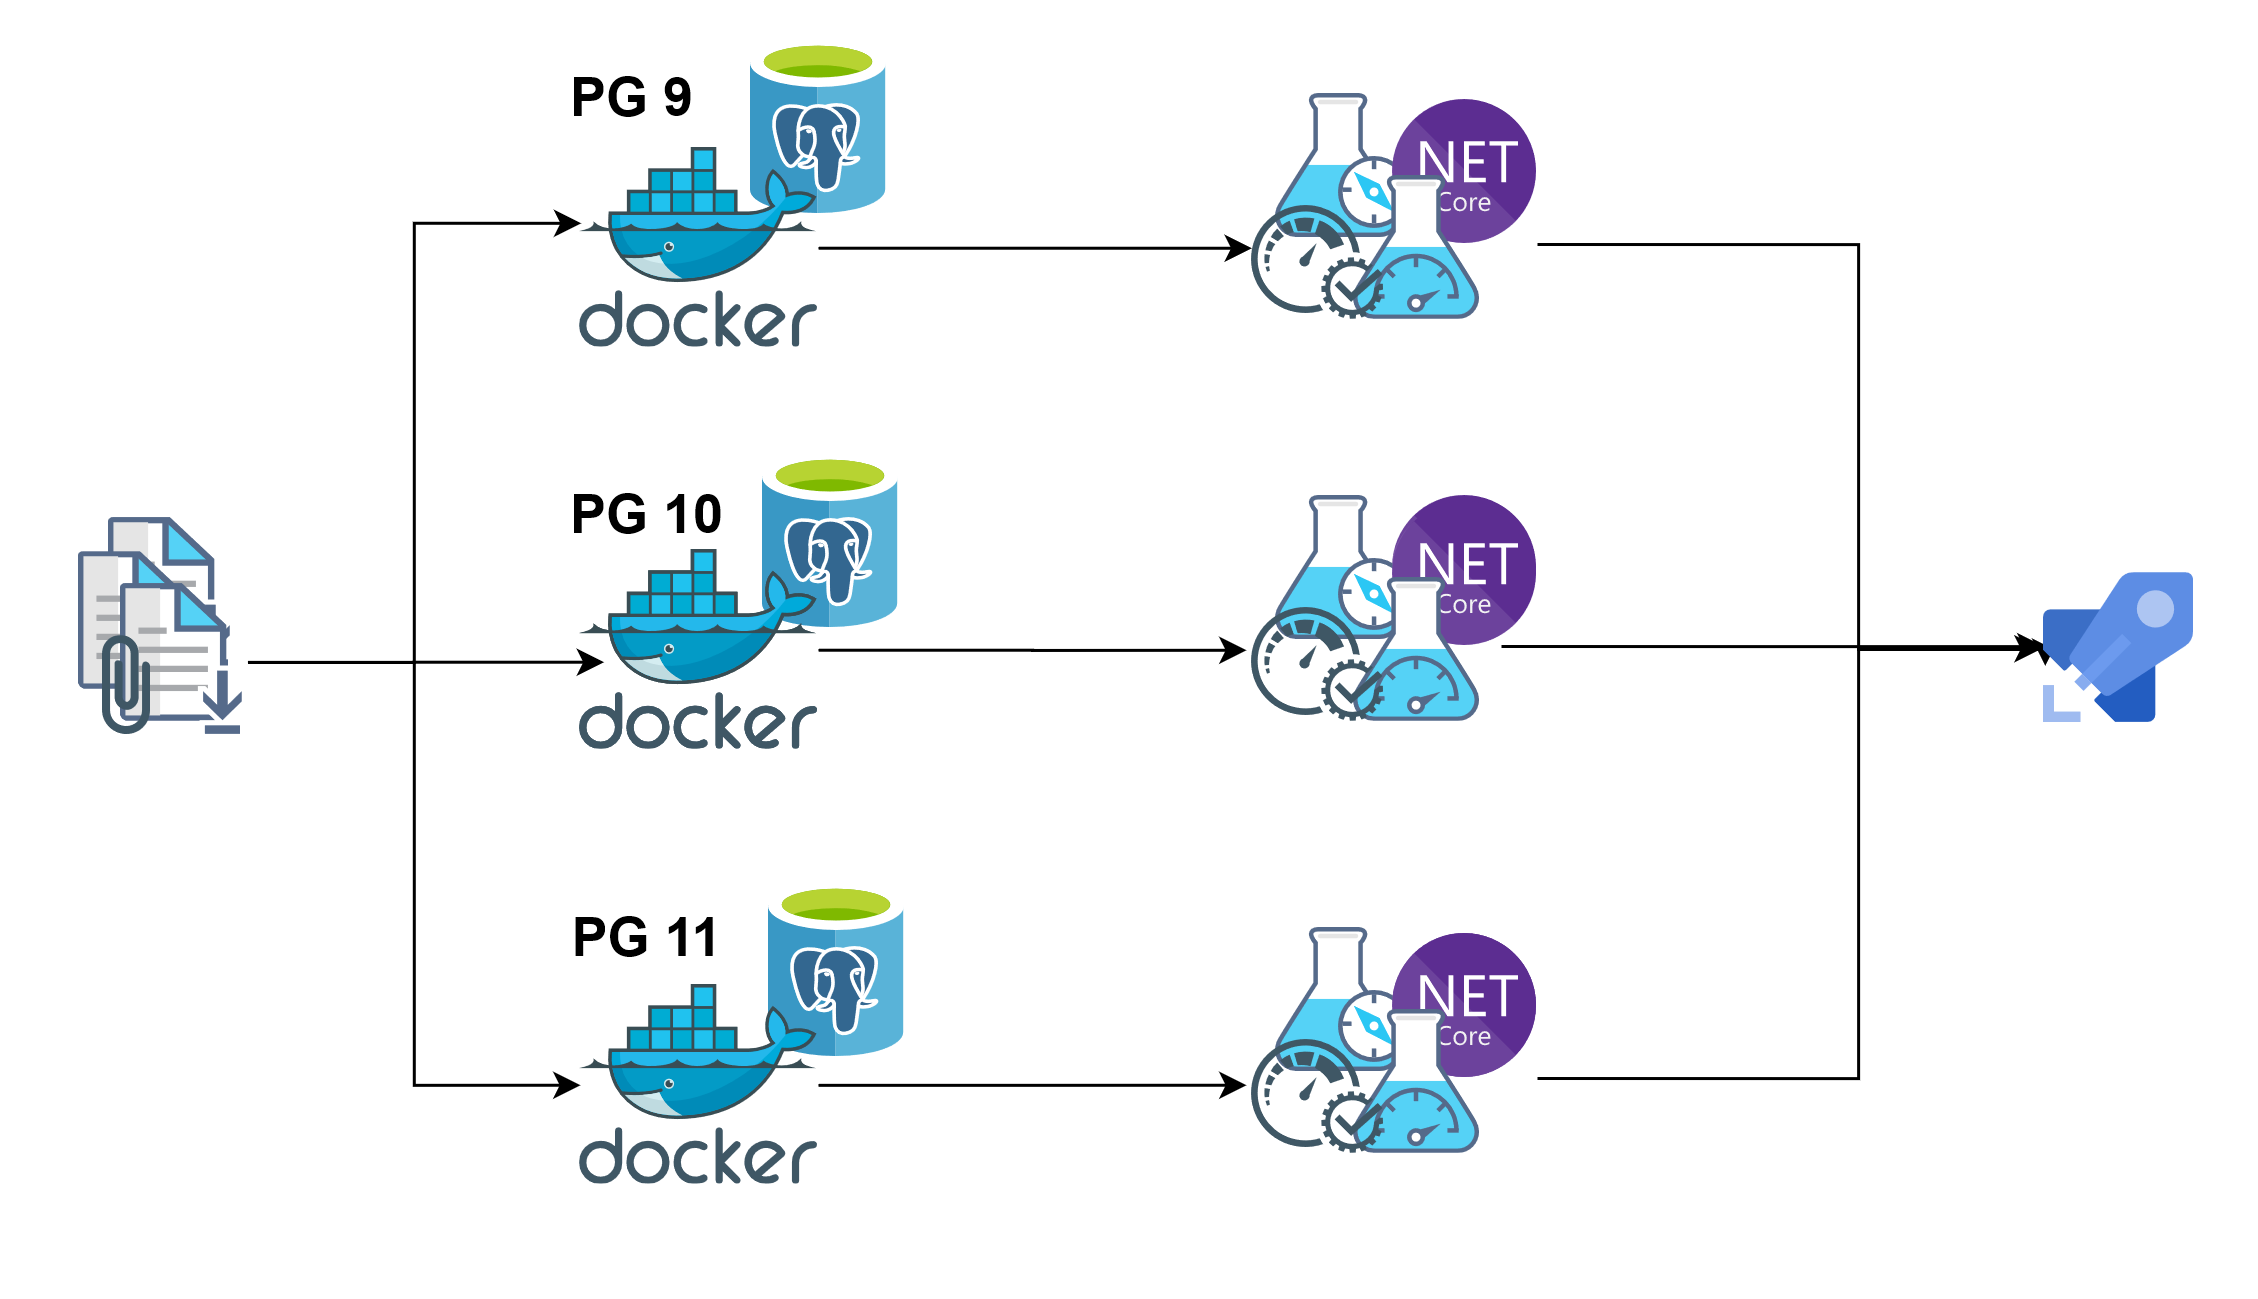 PG 9
docker
NET
Core
PG 10
docker
NET
Core
PG 11
docker
NET
Core